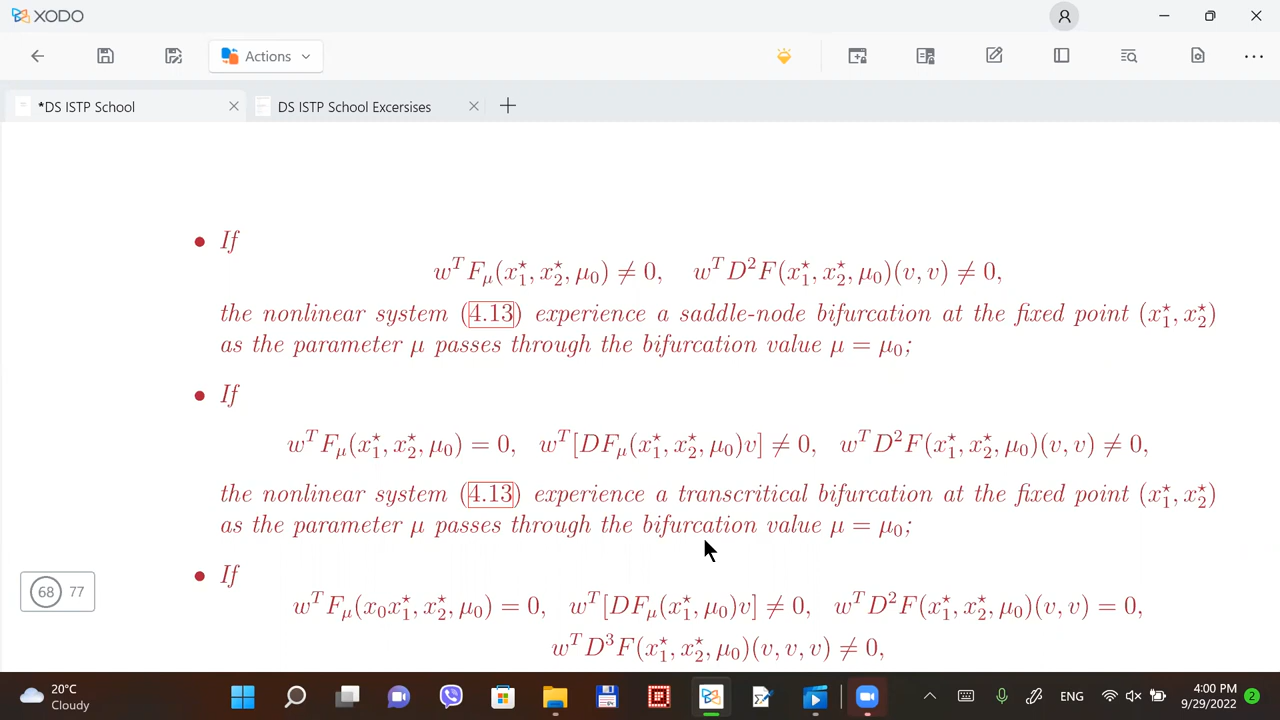 XODO
Actions
*DS ISTP School
DS ISTP School Excersises
• If
w^T F_μ(x_1^⋆, x_2^⋆, μ_0) ≠ 0, w^T D^2 F(x_1^⋆, x_2^⋆, μ_0)(v, v) ≠ 0,
the nonlinear system (4.13) experience a saddle-node bifurcation at the fixed point (x_1^⋆, x_2^⋆)
as the parameter μ passes through the bifurcation value μ = μ_0;
• If
w^T F_μ(x_1^⋆, x_2^⋆, μ_0) = 0, w^T[DF_μ(x_1^⋆, x_2^⋆, μ_0)v] ≠ 0, w^T D^2 F(x_1^⋆, x_2^⋆, μ_0)(v, v) ≠ 0,
the nonlinear system (4.13) experience a transcritical bifurcation at the fixed point (x_1^⋆, x_2^⋆)
as the parameter μ passes through the bifurcation value μ = μ_0;
• If
68 77
w^T F_μ(x_0 x_1^⋆, x_2^⋆, μ_0) = 0, w^T[DF_μ(x_1^⋆, μ_0)v] ≠ 0, w^T D^2 F(x_1^⋆, x_2^⋆, μ_0)(v, v) = 0,
w^T D^3 F(x_1^⋆, x_2^⋆, μ_0)(v, v, v) ≠ 0,
20°C
Cloudy
64
ENG
4:00 PM
9/29/2022
2